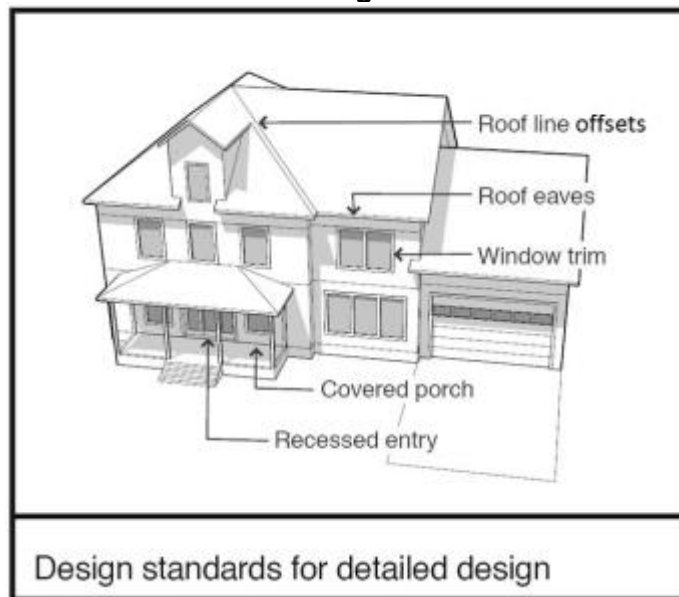 Roof line offsets
Roof eaves
Window trim
Covered porch
Recessed entry
Design standards for detailed design